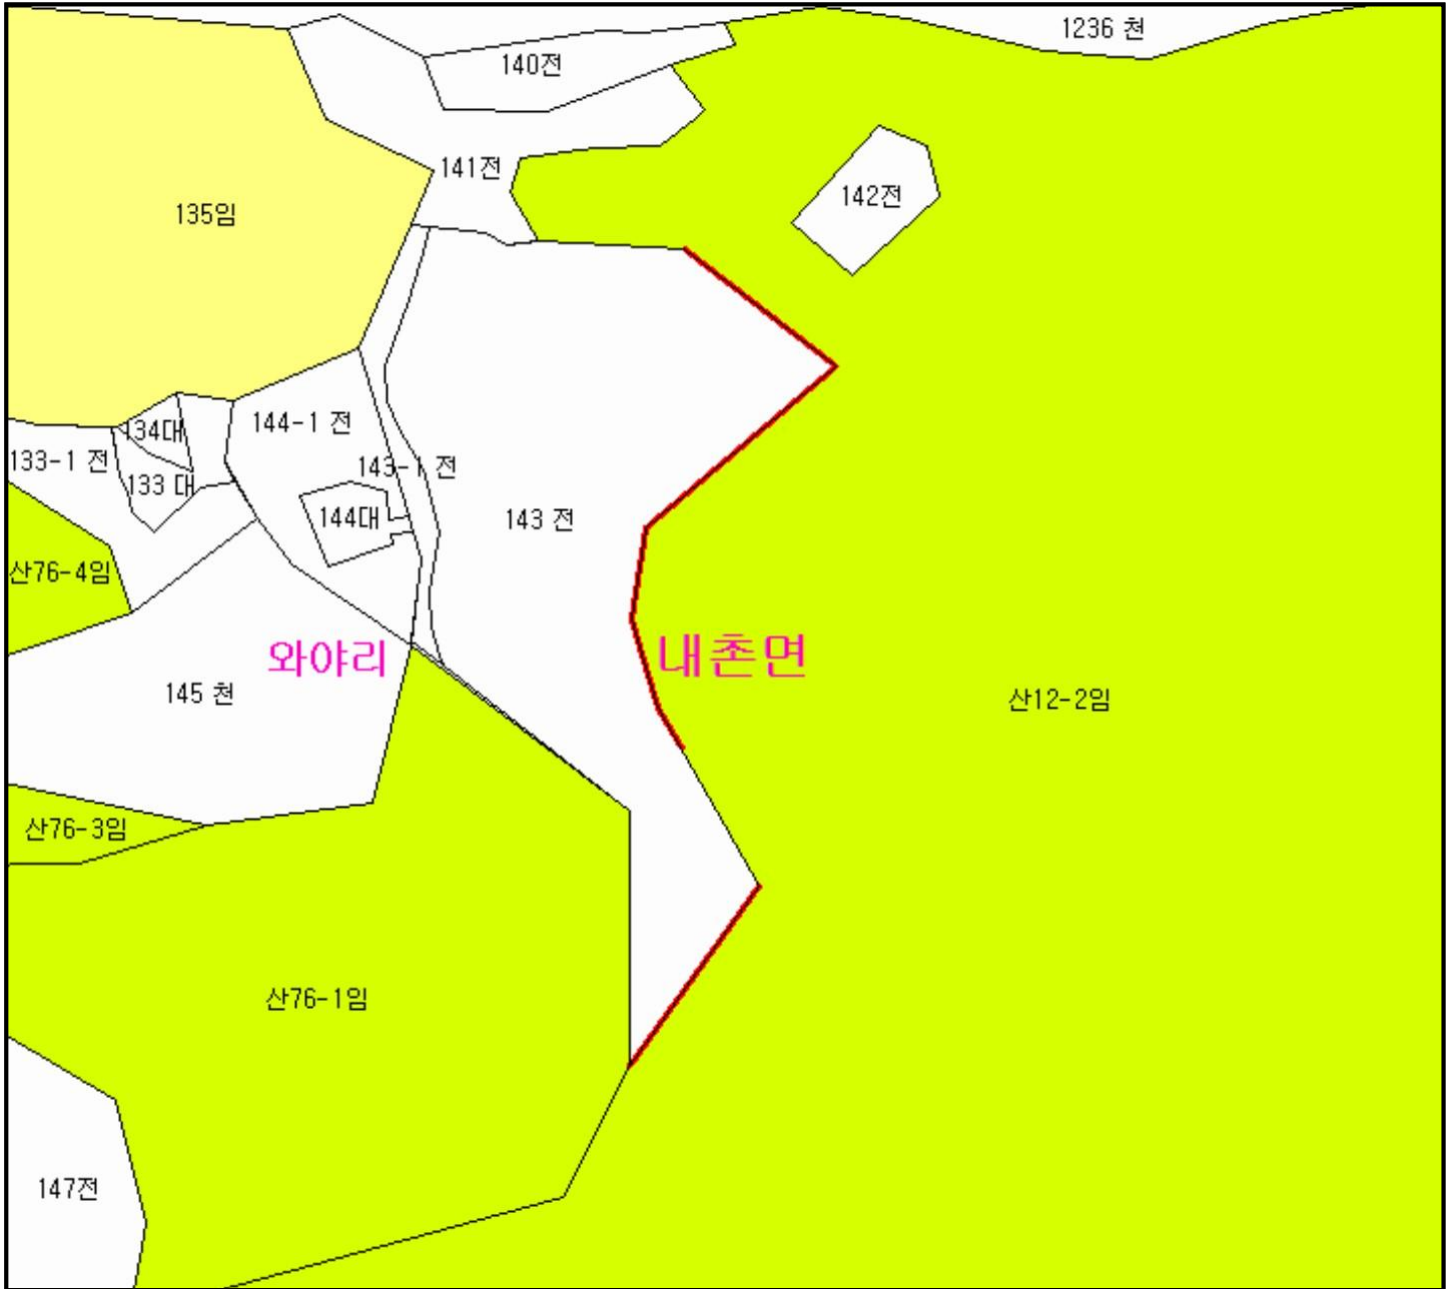 1236 천
140전
141전
142전
135임
144-1 전
134대
133-1 전
143-1 전
133 대
144대
143 전
산76-4임
와야리
내촌면
145 천
산12-2임
산76-3임
산76-1임
147전